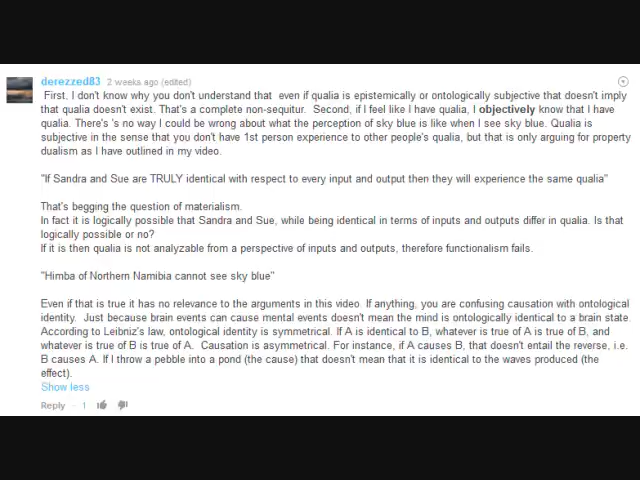 derezzed83 2 weeks ago (edited)
First, I don't know why you don't understand that even if qualia is epistemically or ontologically subjective that doesn't imply
that qualia doesn't exist. That's a complete non-sequitur. Second, if I feel like I have qualia, I objectively know that I have
qualia. There's 's no way I could be wrong about what the perception of sky blue is like when I see sky blue. Qualia is
subjective in the sense that you don't have 1st person experience to other people's qualia, but that is only arguing for property
dualism as I have outlined in my video.
"If Sandra and Sue are TRULY identical with respect to every input and output then they will experience the same qualia"
That's begging the question of materialism.
In fact it is logically possible that Sandra and Sue, while being identical in terms of inputs and outputs differ in qualia. Is that
logically possible or no?
If it is then qualia is not analyzable from a perspective of inputs and outputs, therefore functionalism fails.
"Himba of Northern Namibia cannot see sky blue"
Even if that is true it has no relevance to the arguments in this video. If anything, you are confusing causation with ontological
identity. Just because brain events can cause mental events doesn't mean the mind is ontologically identical to a brain state.
According to Leibniz's law, ontological identity is symmetrical. If A is identical to B, whatever is true of A is true of B, and
whatever is true of B is true of A. Causation is asymmetrical. For instance, if A causes B, that doesn't entail the reverse, i.e.
B causes A. If I throw a pebble into a pond (the cause) that doesn't mean that it is identical to the waves produced (the
effect).
Show less
Reply · 1